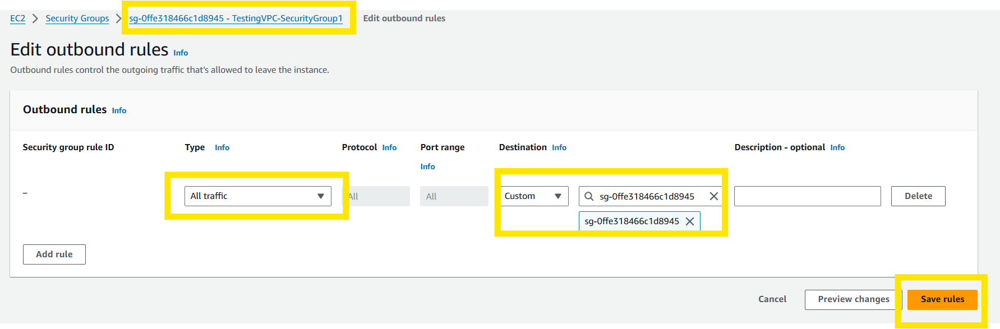 EC2 > Security Groups > sg-0ffe318466c1d8945 - TestingVPC-SecurityGroup1 Edit outbound rules
Edit outbound rules Info
Outbound rules control the outgoing traffic that's allowed to leave the instance.
Outbound rules Info
Security group rule ID Type Info Protocol Info Port range Info Destination Info Description - optional Info
– All traffic All All Custom sg-0ffe318466c1d8945 Delete
sg-0ffe318466c1d8945
Add rule
Cancel Preview changes Save rules